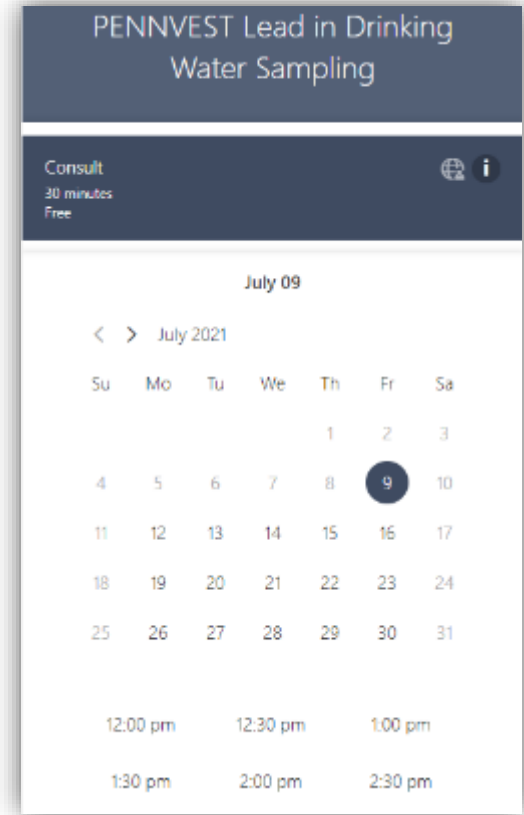 PENNVEST Lead in Drinking
Water Sampling
Consult
30 minutes
Free
i
July 09
< > July 2021
Su Mo Tu We Th Fr Sa
1 2 3
4 5 6 7 8 9 10
11 12 13 14 15 16 17
18 19 20 21 22 23 24
25 26 27 28 29 30 31
12:00 pm 12:30 pm 1:00 pm
1:30 pm 2:00 pm 2:30 pm